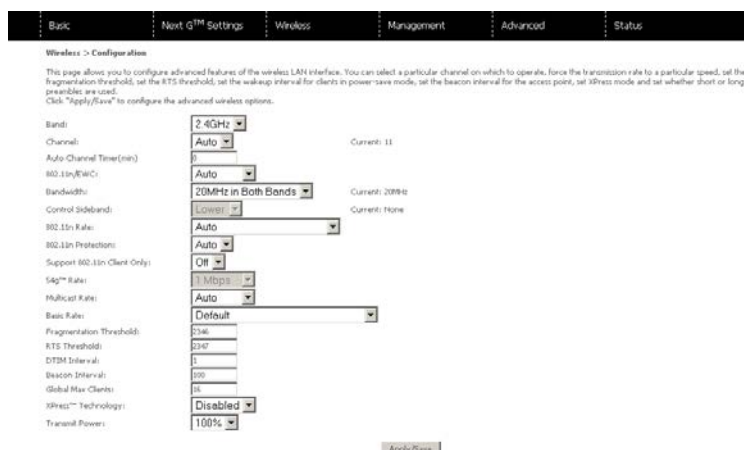 Basic Next G™ Settings Wireless Management Advanced Status
Wireless > Configuration
This page allows you to configure advanced features of the wireless LAN interface. You can select a particular channel on which to operate, force the transmission rate to a particular speed, set the
fragmentation threshold, set the RTS threshold, set the wakeup interval for clients in power-save mode, set the beacon interval for the access point, set XPress mode and set whether short or long
preambles are used.
Click "Apply/Save" to configure the advanced wireless options.
Band: 2.4GHz
Channel: Auto Current: 11
Auto Channel Timer(min) 0
802.11n/EWC: Auto
Bandwidth: 20MHz in Both Bands Current: 20MHz
Control Sideband: Lower Current: None
802.11n Rate: Auto
802.11n Protection: Auto
Support 802.11n Client Only: Off
54g™ Rate: 1 Mbps
Multicast Rate: Auto
Basic Rate: Default
Fragmentation Threshold: 2346
RTS Threshold: 2347
DTIM Interval: 1
Beacon Interval: 100
Global Max Clients: 16
XPress™ Technology: Disabled
Transmit Power: 100%
Apply/Save